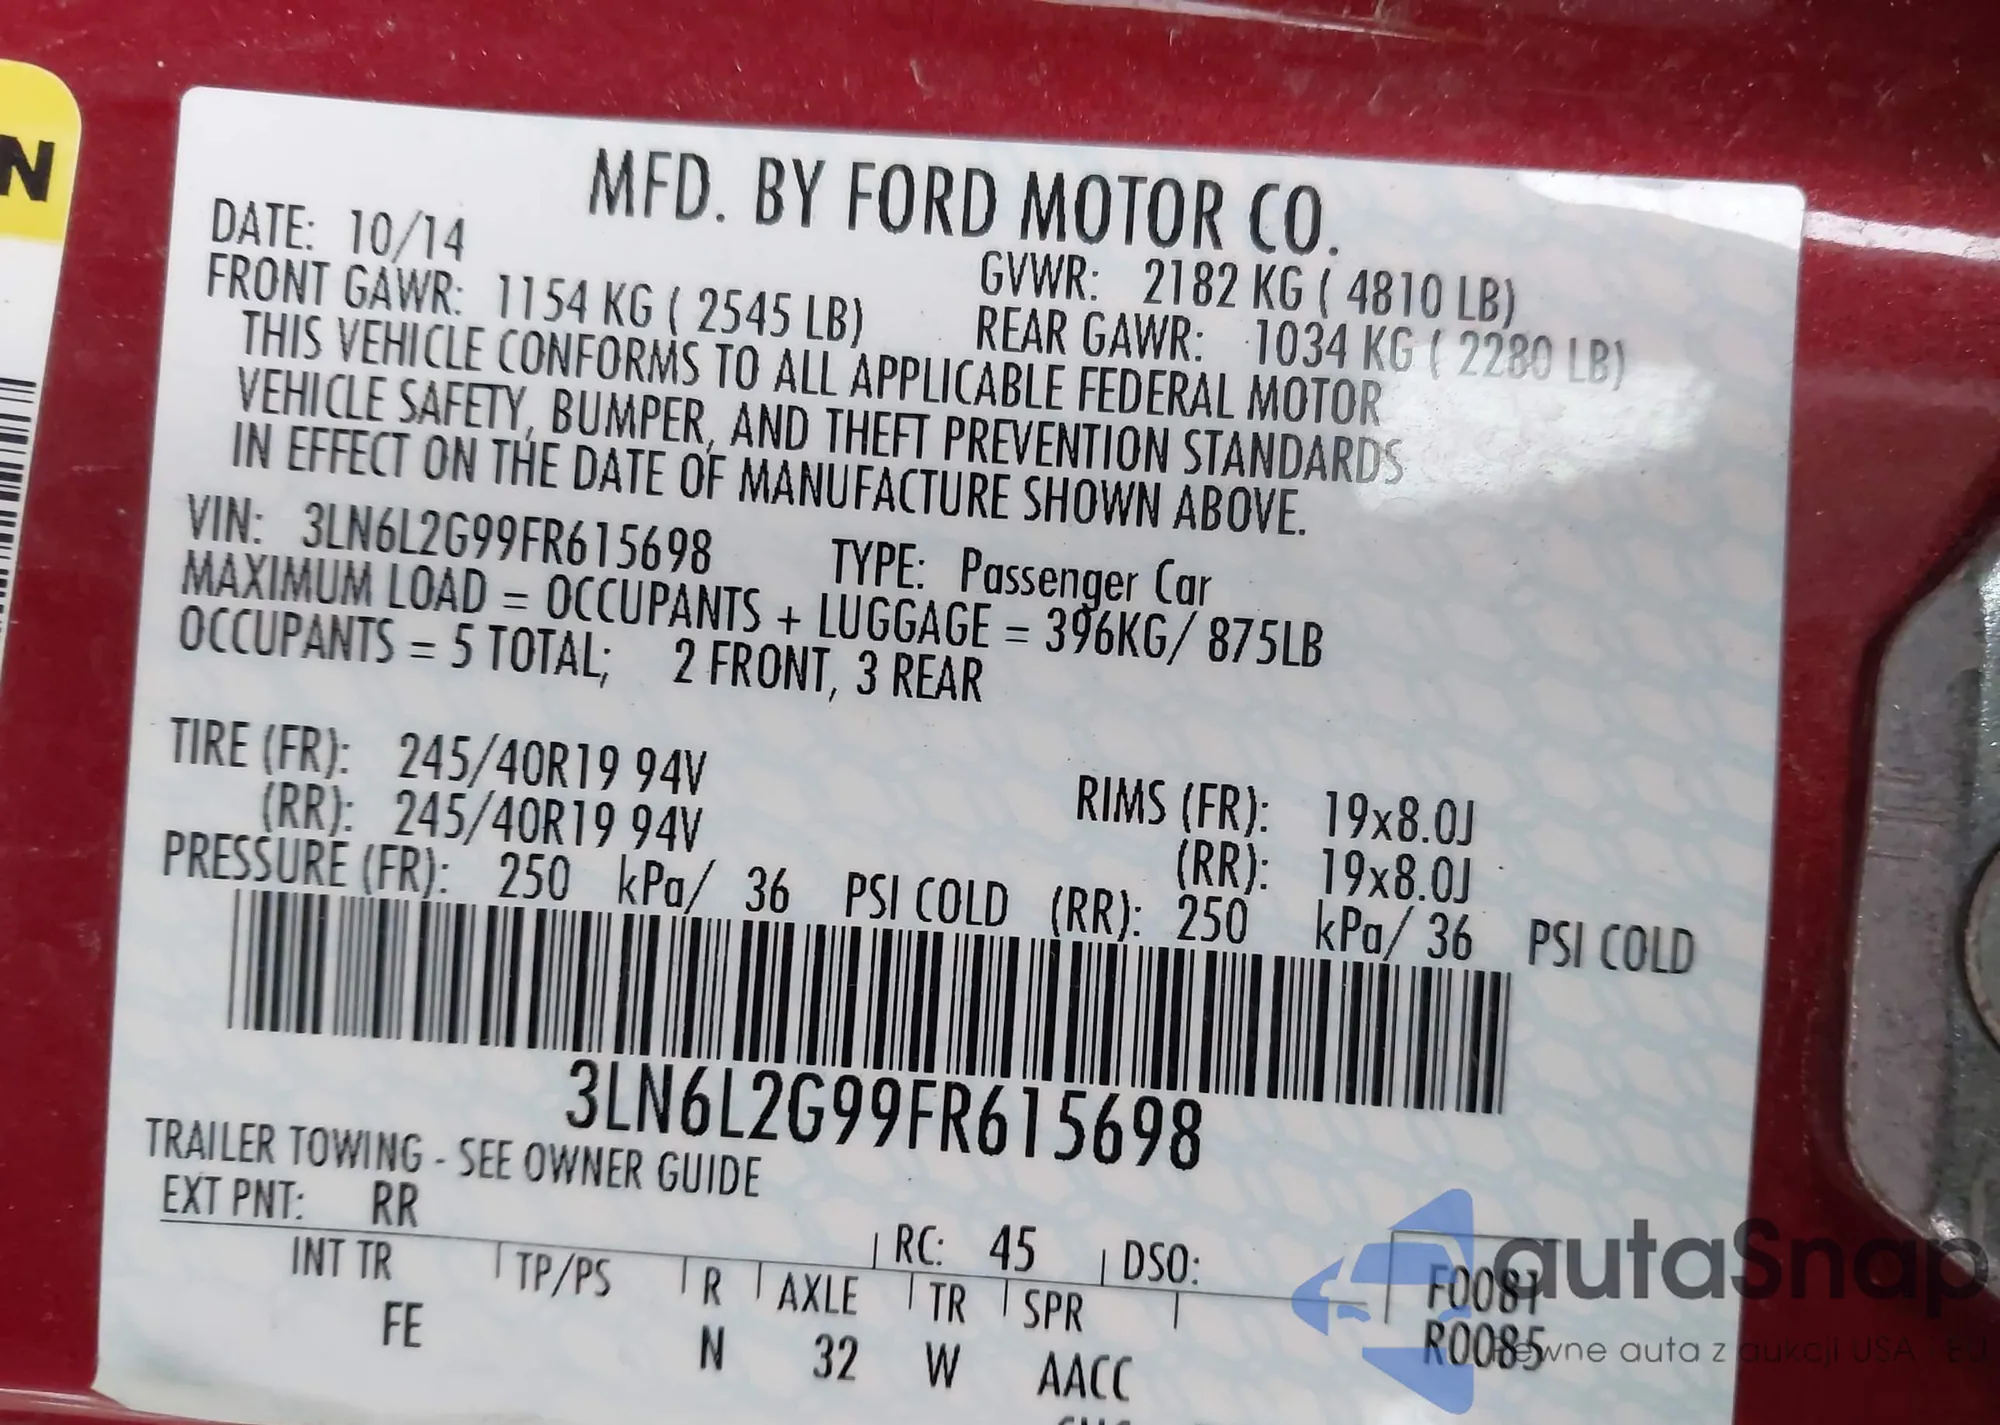 N
MFD. BY FORD MOTOR CO.
DATE: 10/14 GVWR: 2182 KG ( 4810 LB)
FRONT GAWR: 1154 KG ( 2545 LB) REAR GAWR: 1034 KG ( 2280 LB)
THIS VEHICLE CONFORMS TO ALL APPLICABLE FEDERAL MOTOR
VEHICLE SAFETY, BUMPER, AND THEFT PREVENTION STANDARDS
IN EFFECT ON THE DATE OF MANUFACTURE SHOWN ABOVE.
VIN: 3LN6L2G99FR615698 TYPE: Passenger Car
MAXIMUM LOAD = OCCUPANTS + LUGGAGE = 396KG/ 875LB
OCCUPANTS = 5 TOTAL; 2 FRONT, 3 REAR
TIRE (FR): 245/40R19 94V RIMS (FR): 19x8.0J
(RR): 245/40R19 94V (RR): 19x8.0J
PRESSURE (FR): 250 kPa/ 36 PSI COLD (RR): 250 kPa/ 36 PSI COLD
3LN6L2G99FR615698
TRAILER TOWING - SEE OWNER GUIDE
EXT PNT: RR RC: 45 DSO:
INT TR TP/PS R AXLE TR SPR F0081
FE N 32 W AACC R0085
autaSnap
Pewne auta z aukcji USA